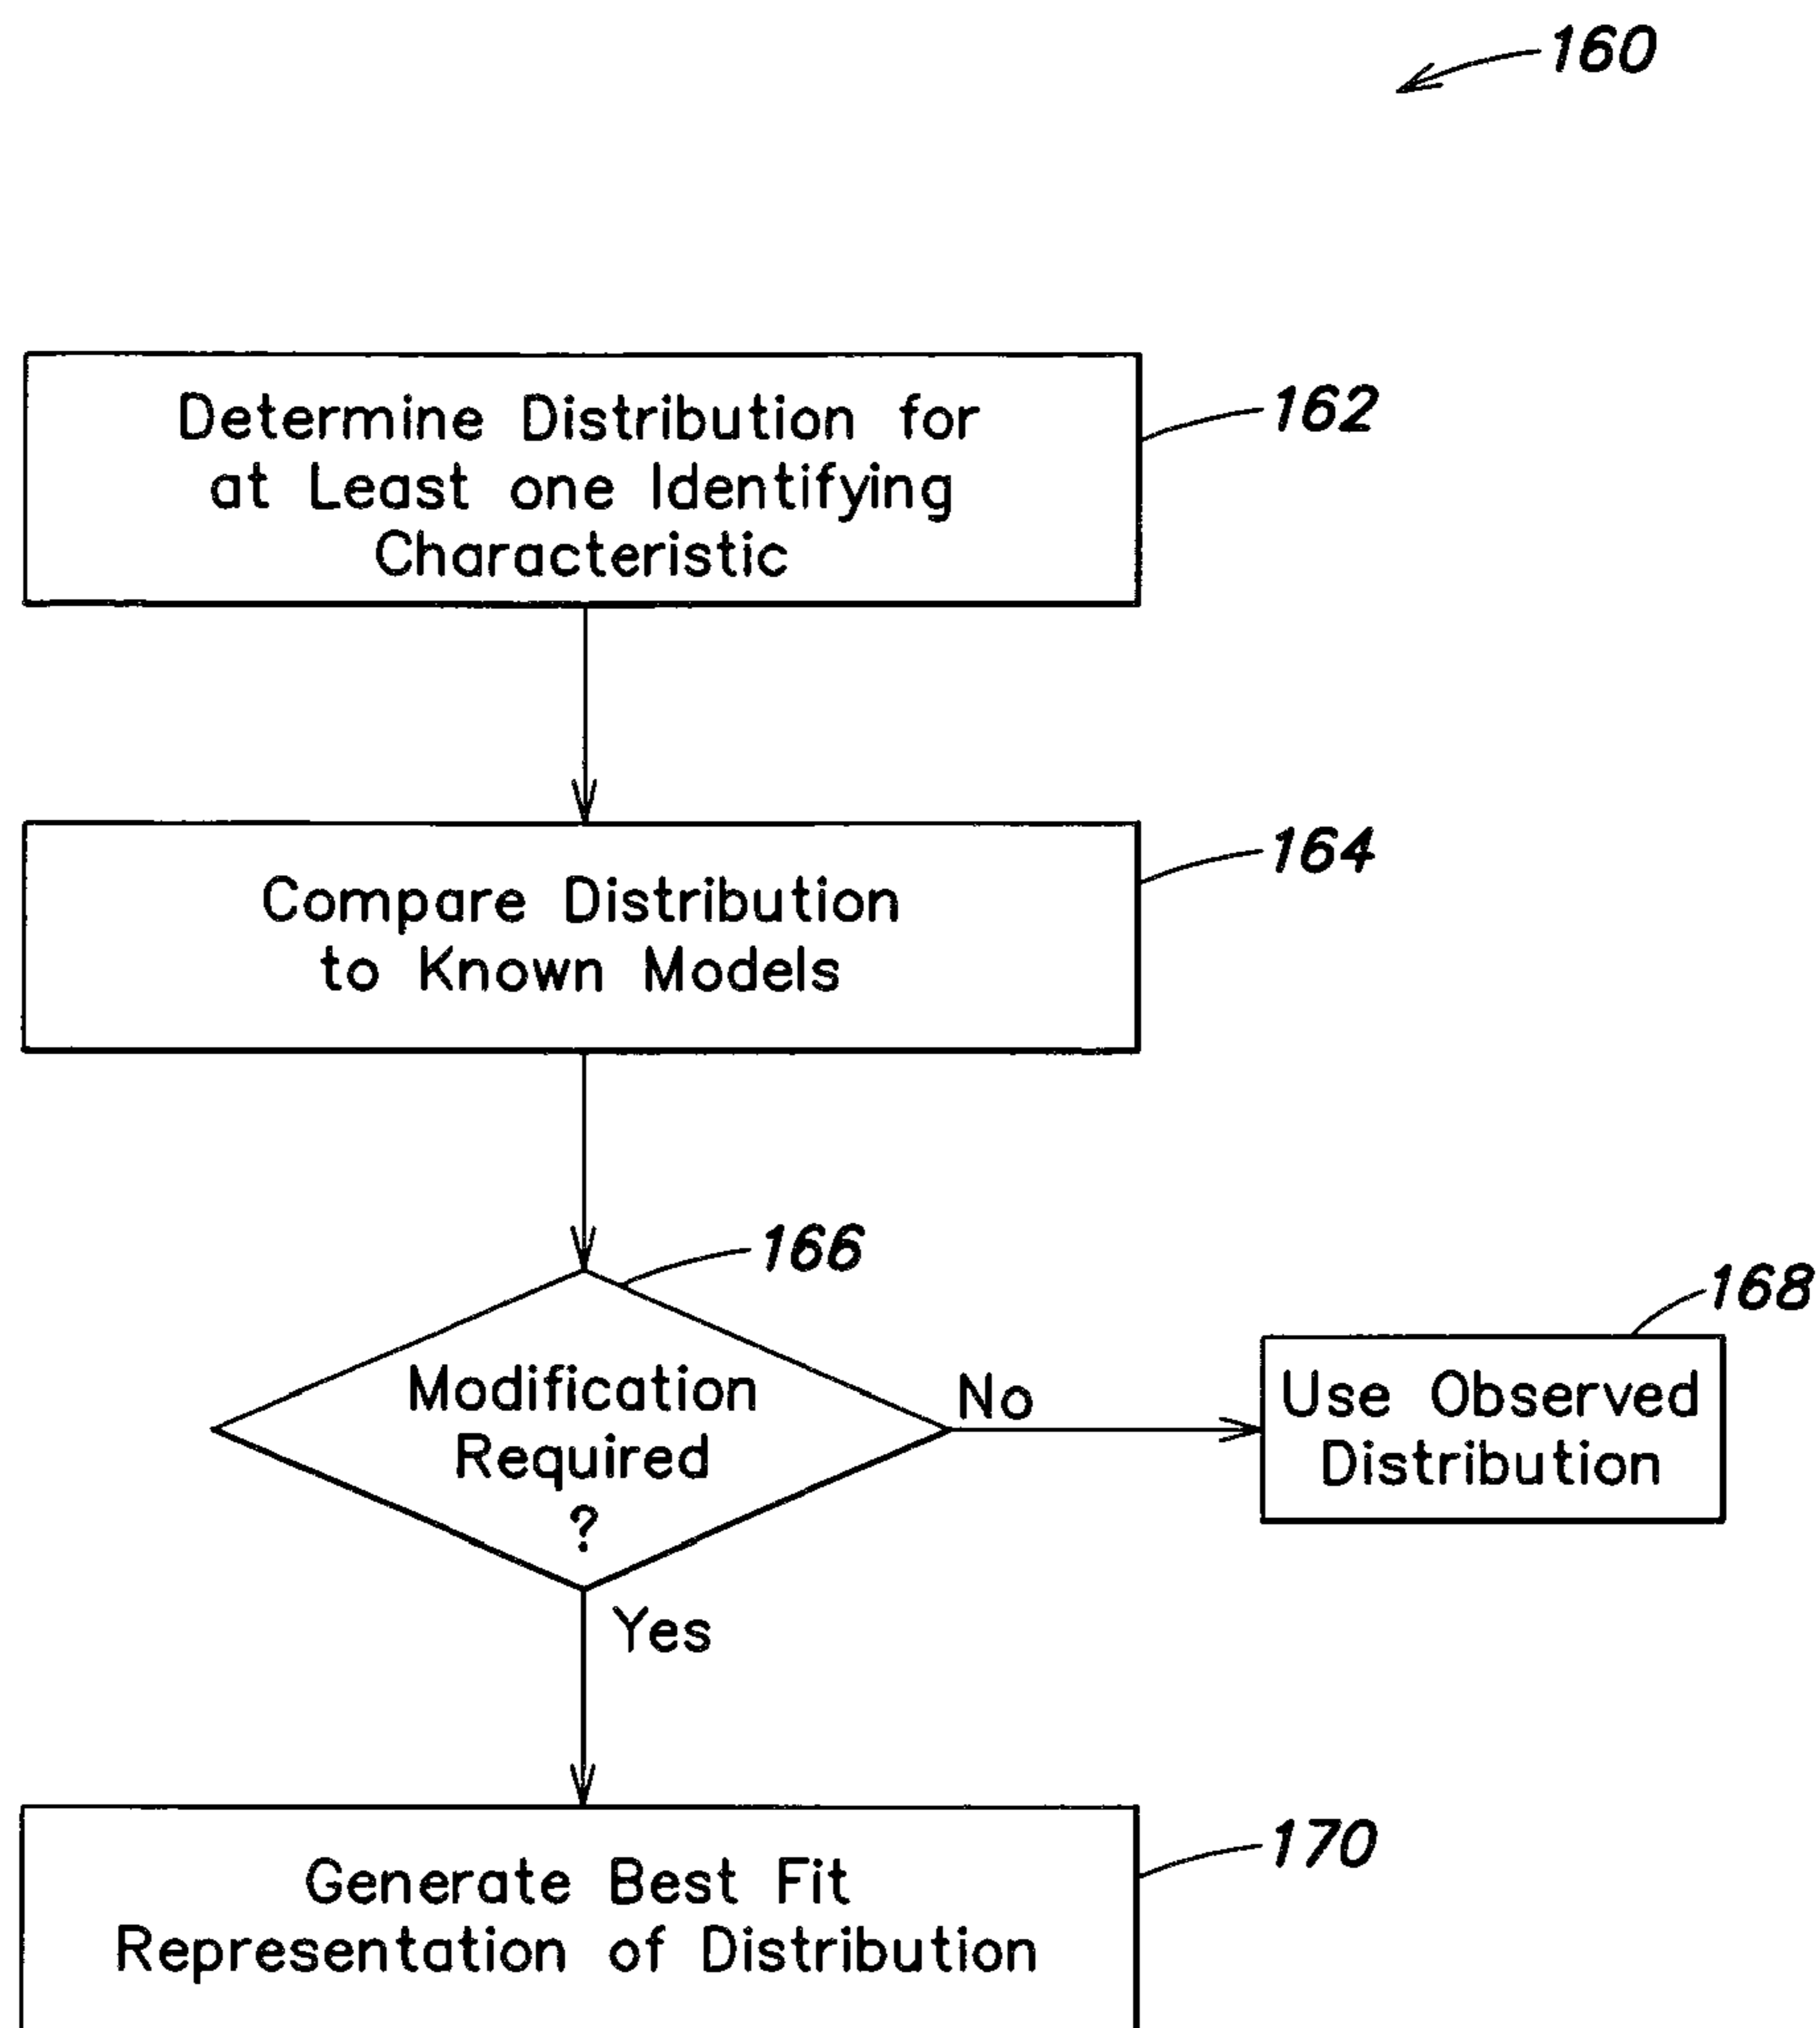 160
Determine Distribution for
at Least one Identifying
Characteristic
162
Compare Distribution
to Known Models
164
166
Modification
Required
?
No
168
Use Observed
Distribution
Yes
Generate Best Fit
Representation of Distribution
170